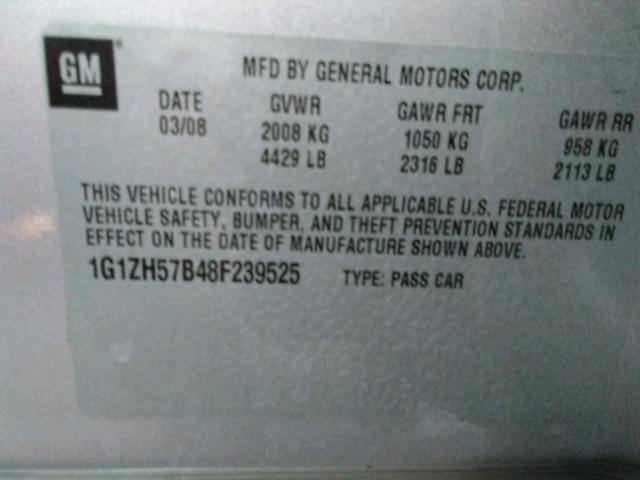 GM
MFD BY GENERAL MOTORS CORP.
DATE GVWR GAWR FRT GAWR RR
03/08 2008 KG 1050 KG 958 KG
4429 LB 2316 LB 2113 LB
THIS VEHICLE CONFORMS TO ALL APPLICABLE U.S. FEDERAL MOTOR
VEHICLE SAFETY, BUMPER, AND THEFT PREVENTION STANDARDS IN
EFFECT ON THE DATE OF MANUFACTURE SHOWN ABOVE.
1G1ZH57B48F239525 TYPE: PASS CAR